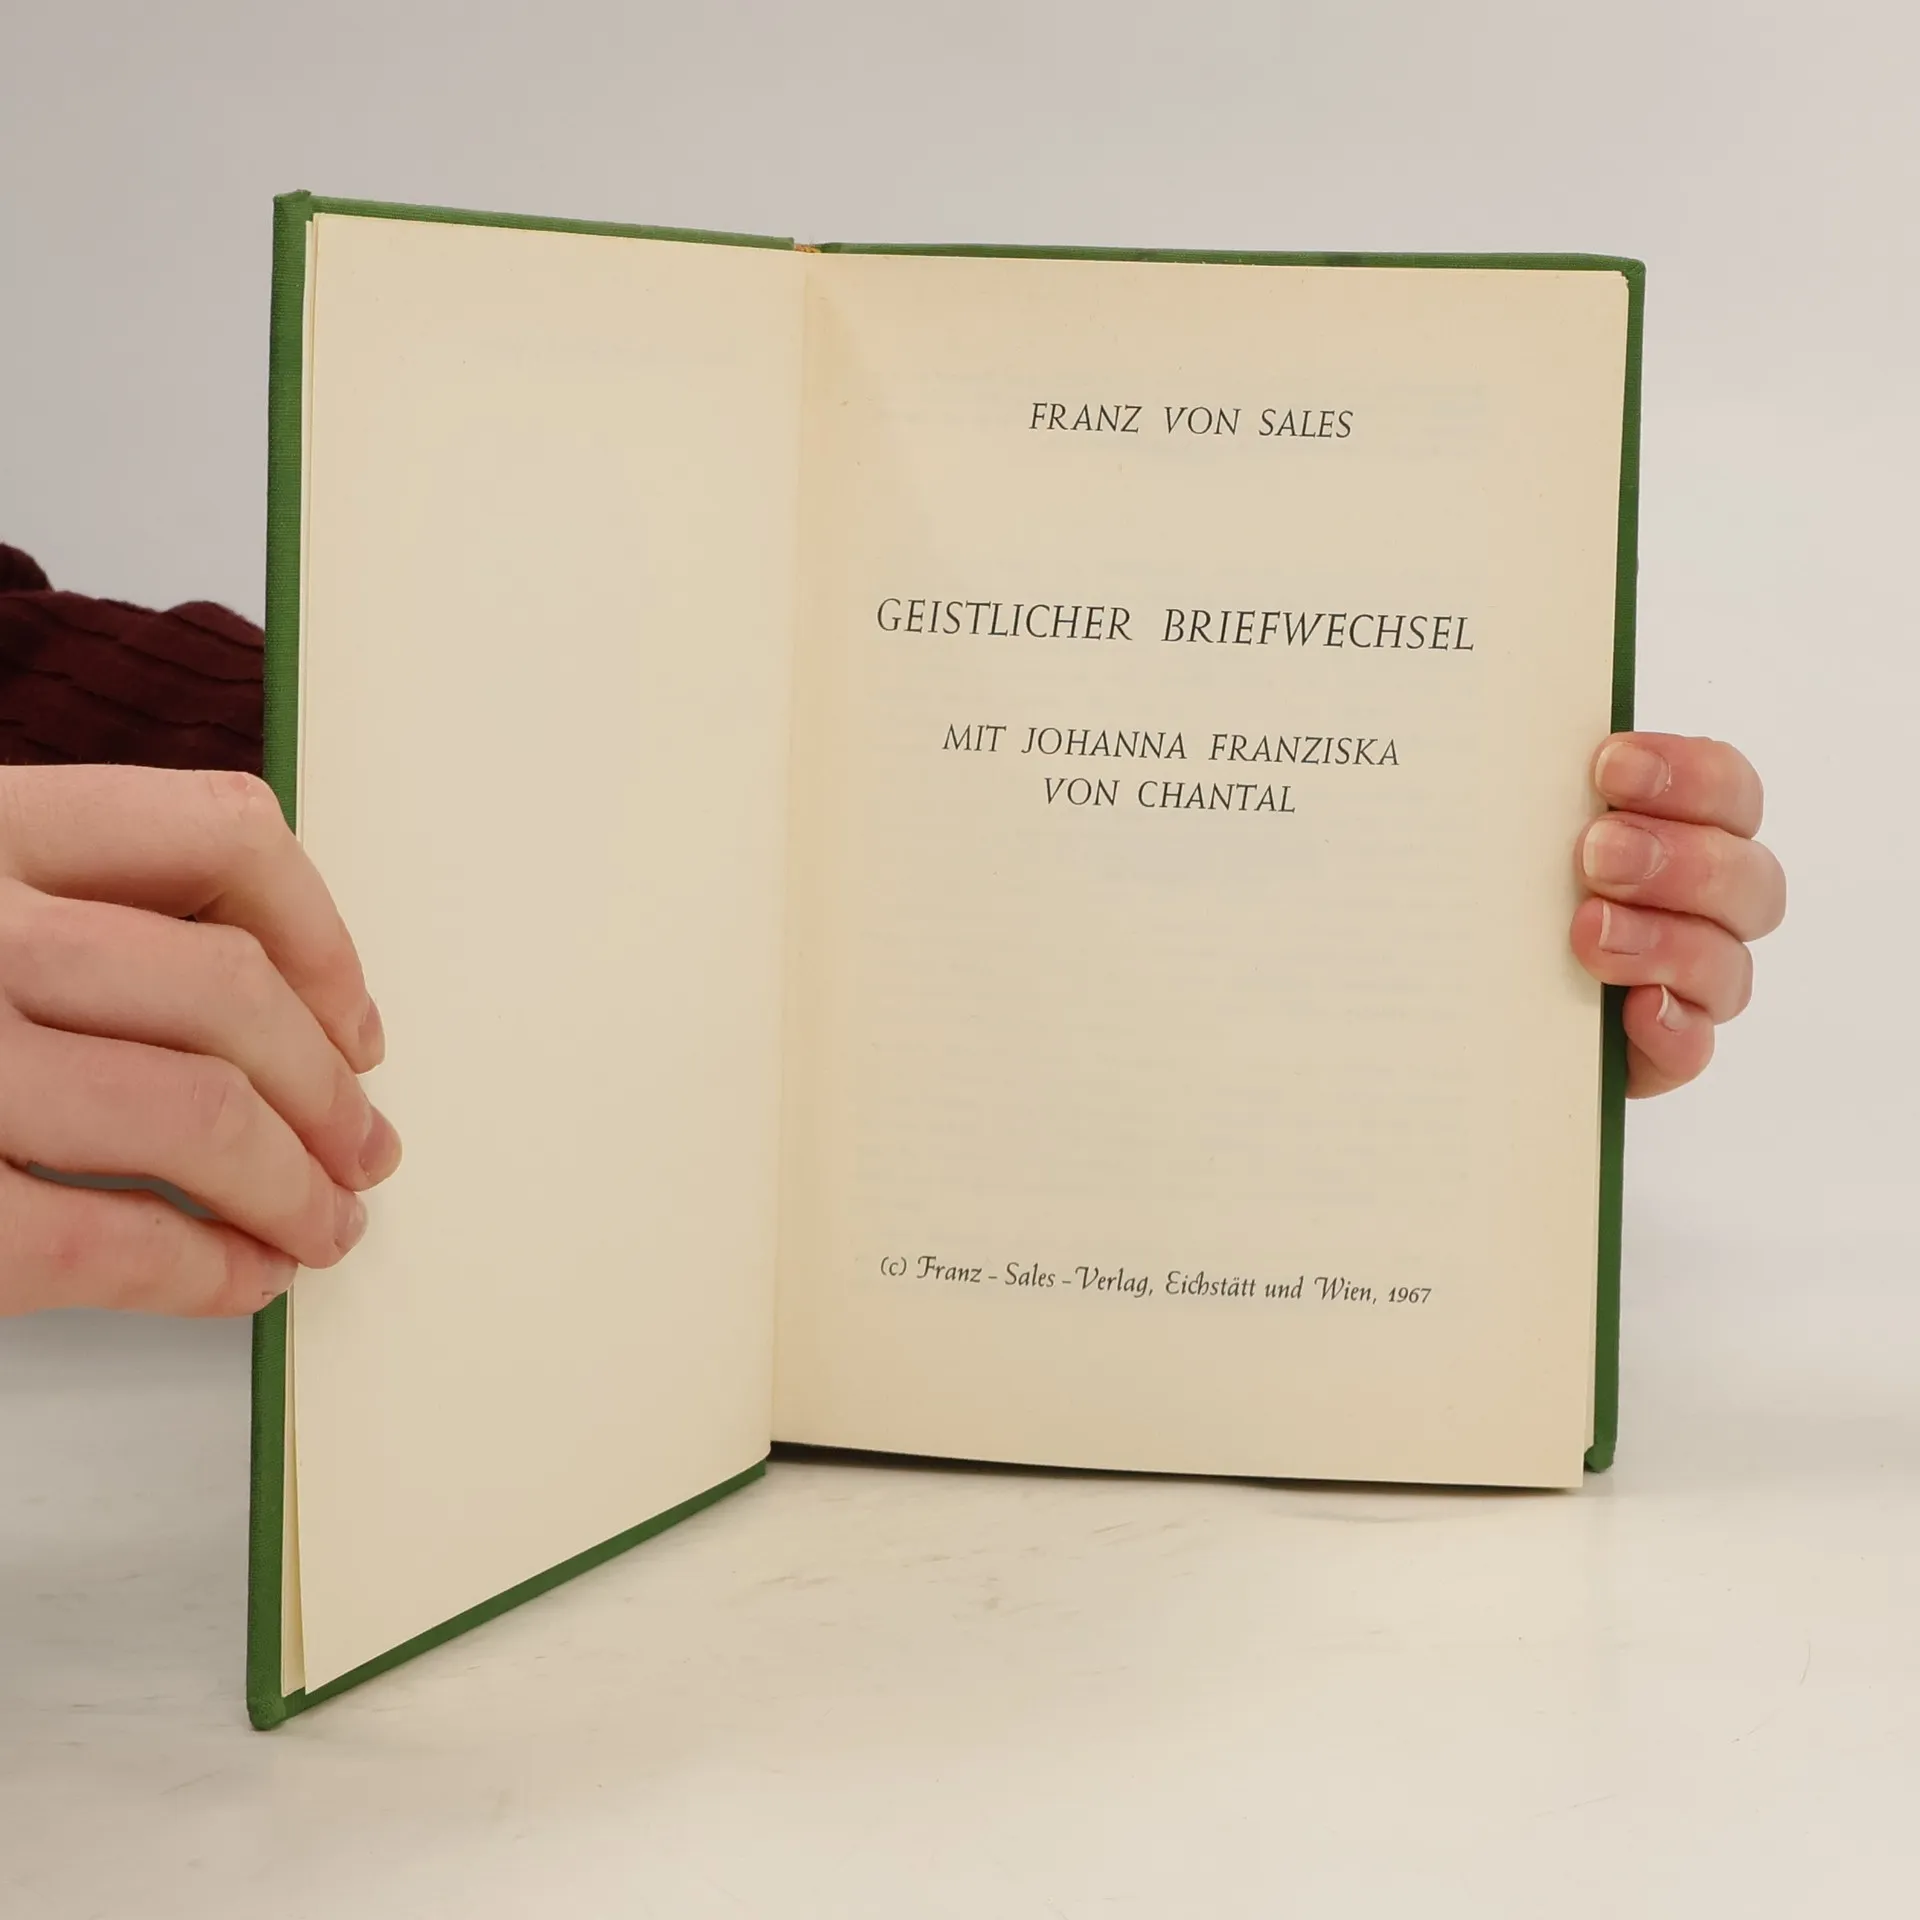 FRANZ VON SALES
GEISTLICHER BRIEFWECHSEL
MIT JOHANNA FRANZISKA
VON CHANTAL
(c) Franz-Sales-Verlag, Eichstätt und Wien, 1967